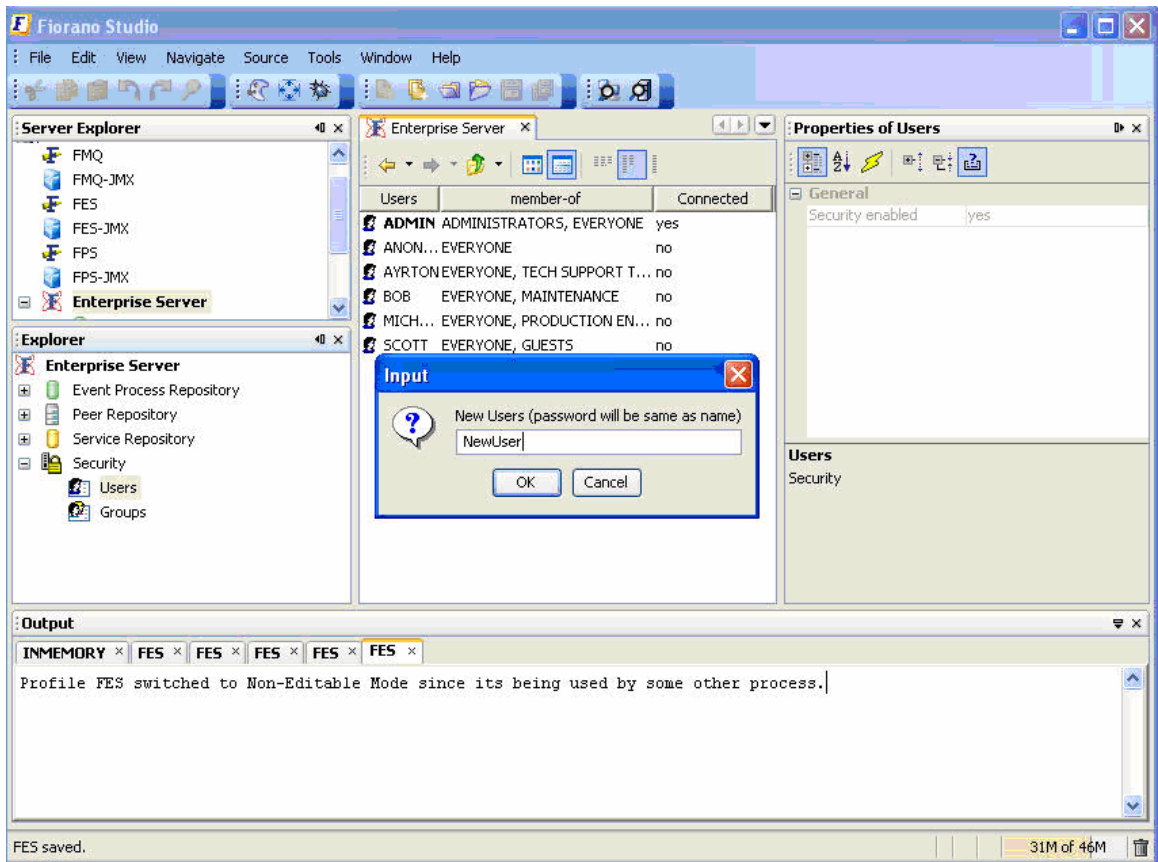 Fiorano Studio
File Edit View Navigate Source Tools Window Help
Server Explorer
FMQ
FMQ-JMX
FES
FES-JMX
FPS
FPS-JMX
Enterprise Server
Explorer
Enterprise Server
Event Process Repository
Peer Repository
Service Repository
Security
Users
Groups
Enterprise Server
Users member-of Connected
ADMIN ADMINISTRATORS, EVERYONE yes
ANON... EVERYONE no
AYRTON EVERYONE, TECH SUPPORT T... no
BOB EVERYONE, MAINTENANCE no
MICH... EVERYONE, PRODUCTION EN... no
SCOTT EVERYONE, GUESTS no
Input
New Users (password will be same as name)
NewUser
OK Cancel
Properties of Users
General
Security enabled yes
Users
Security
Output
INMEMORY FES FES FES FES FES
Profile FES switched to Non-Editable Mode since its being used by some other process.
FES saved.
31M of 46M